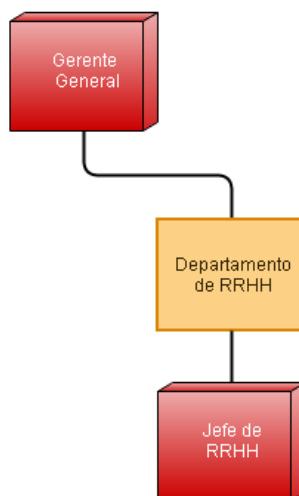 Gerente
General
Departamento
de RRHH
Jefe de
RRHH